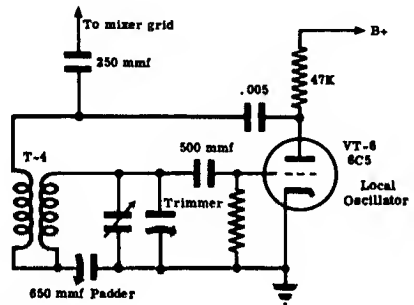 To mixer grid
B+
250 mmf
47K
.005
VT-6
6C5
T-4
500 mmf
Local
Oscillator
Trimmer
650 mmf Padder